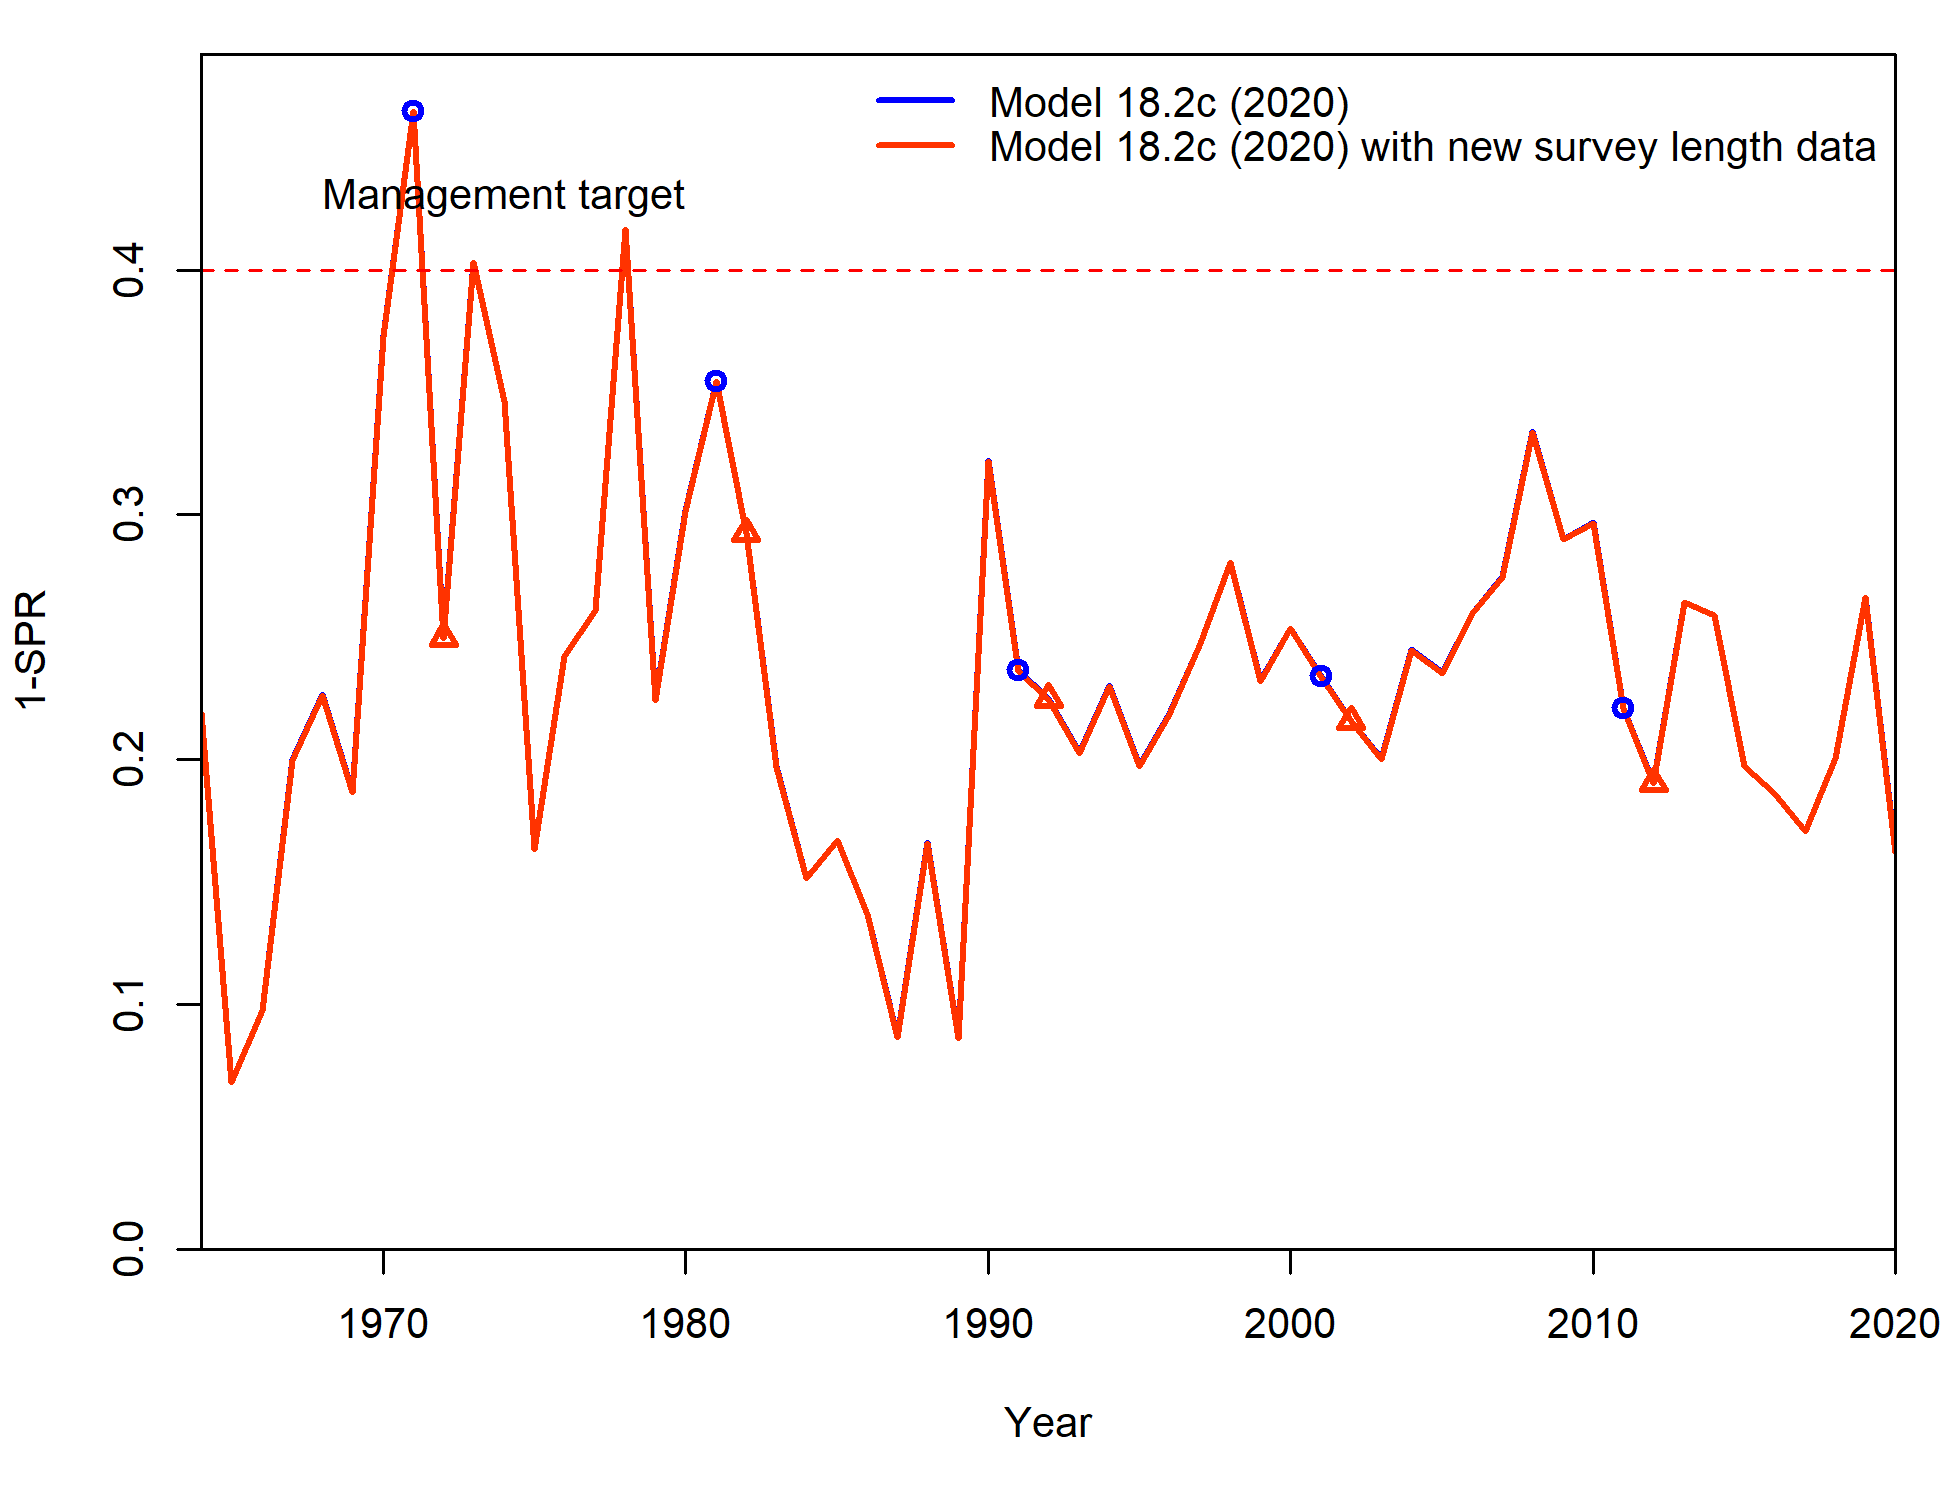 Model 18.2c (2020)
Model 18.2c (2020) with new survey length data
Management target
1-SPR
0.4
0.3
0.2
0.1
0.0
1970 1980 1990 2000 2010 2020
Year